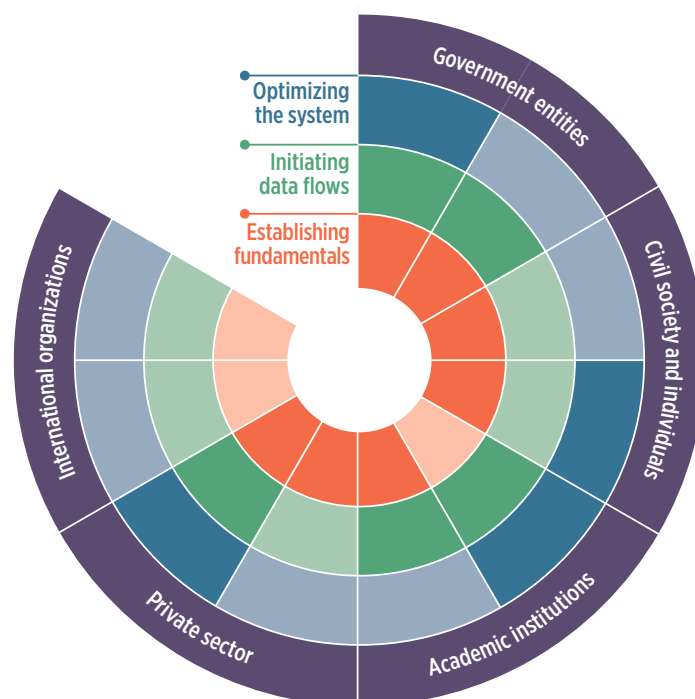 Optimizing
the system
Initiating
data flows
Establishing
fundamentals
Government entities
Civil society and individuals
Academic institutions
Private sector
International organizations